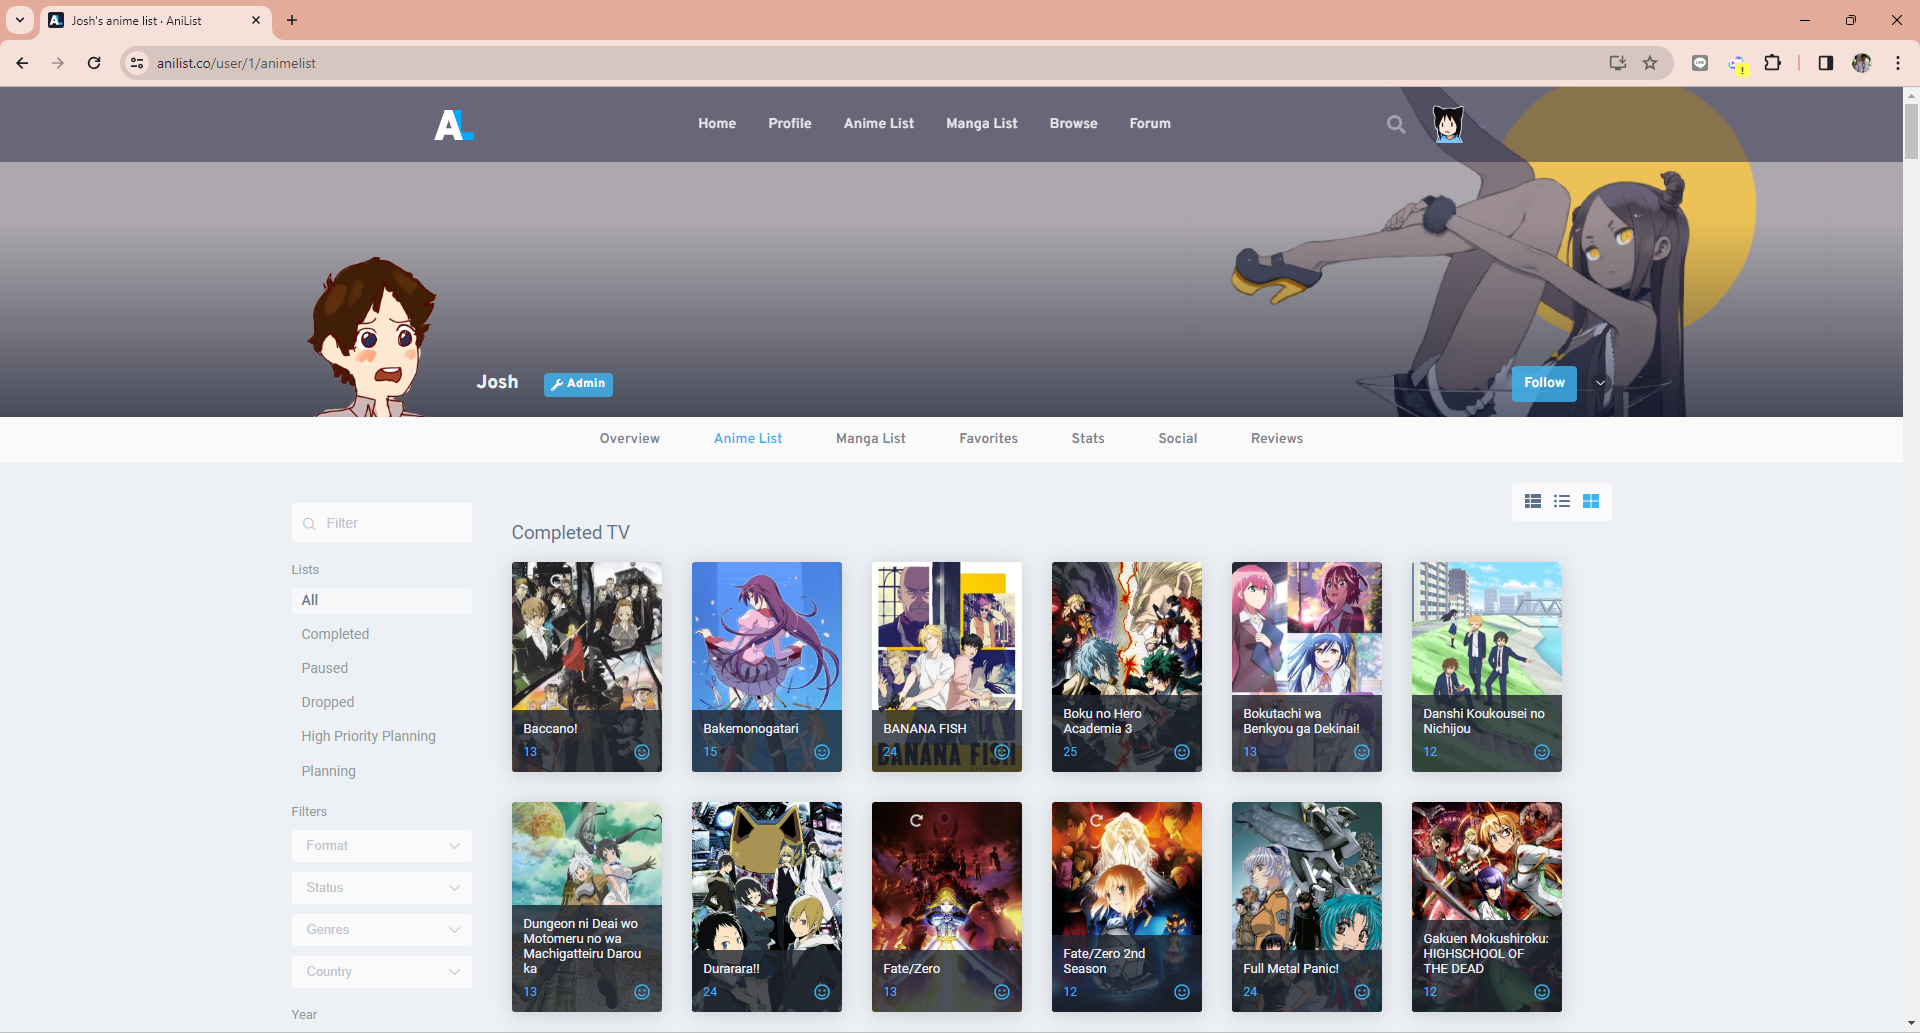 Josh's anime list · AniList
anilist.co/user/1/animelist
AL
Home Profile Anime List Manga List Browse Forum
Josh
Admin
Follow
Overview Anime List Manga List Favorites Stats Social Reviews
Filter
Lists
All
Completed
Paused
Dropped
High Priority Planning
Planning
Filters
Format
Status
Genres
Country
Year
Completed TV
Baccano!
13
Bakemonogatari
15
BANANA FISH
24
BANANA FISH
Boku no Hero
Academia 3
25
Bokutachi wa
Benkyou ga Dekinai!
13
Danshi Koukousei no
Nichijou
12
Dungeon ni Deai wo
Motomeru no wa
Machigatteiru Darou
ka
13
Durarara!!
24
Fate/Zero
13
Fate/Zero 2nd
Season
12
Full Metal Panic!
24
Gakuen Mokushiroku:
HIGHSCHOOL OF
THE DEAD
12